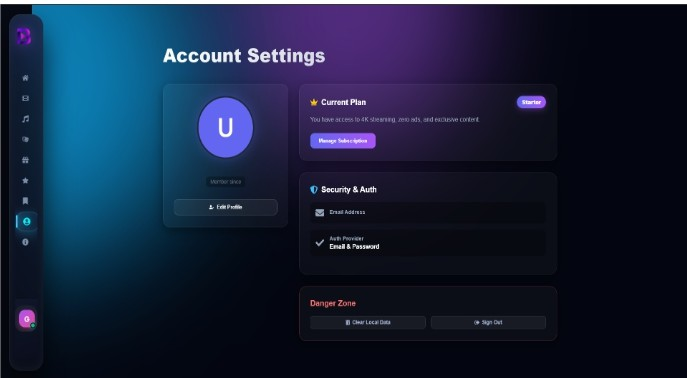 Account Settings
U
Member since
Edit Profile
Current Plan
Starter
You have access to 4K streaming, zero ads, and exclusive content
Manage Subscription
Security & Auth
Email Address
Auth Provider
Email & Password
Danger Zone
Clear Local Data
Sign Out
G